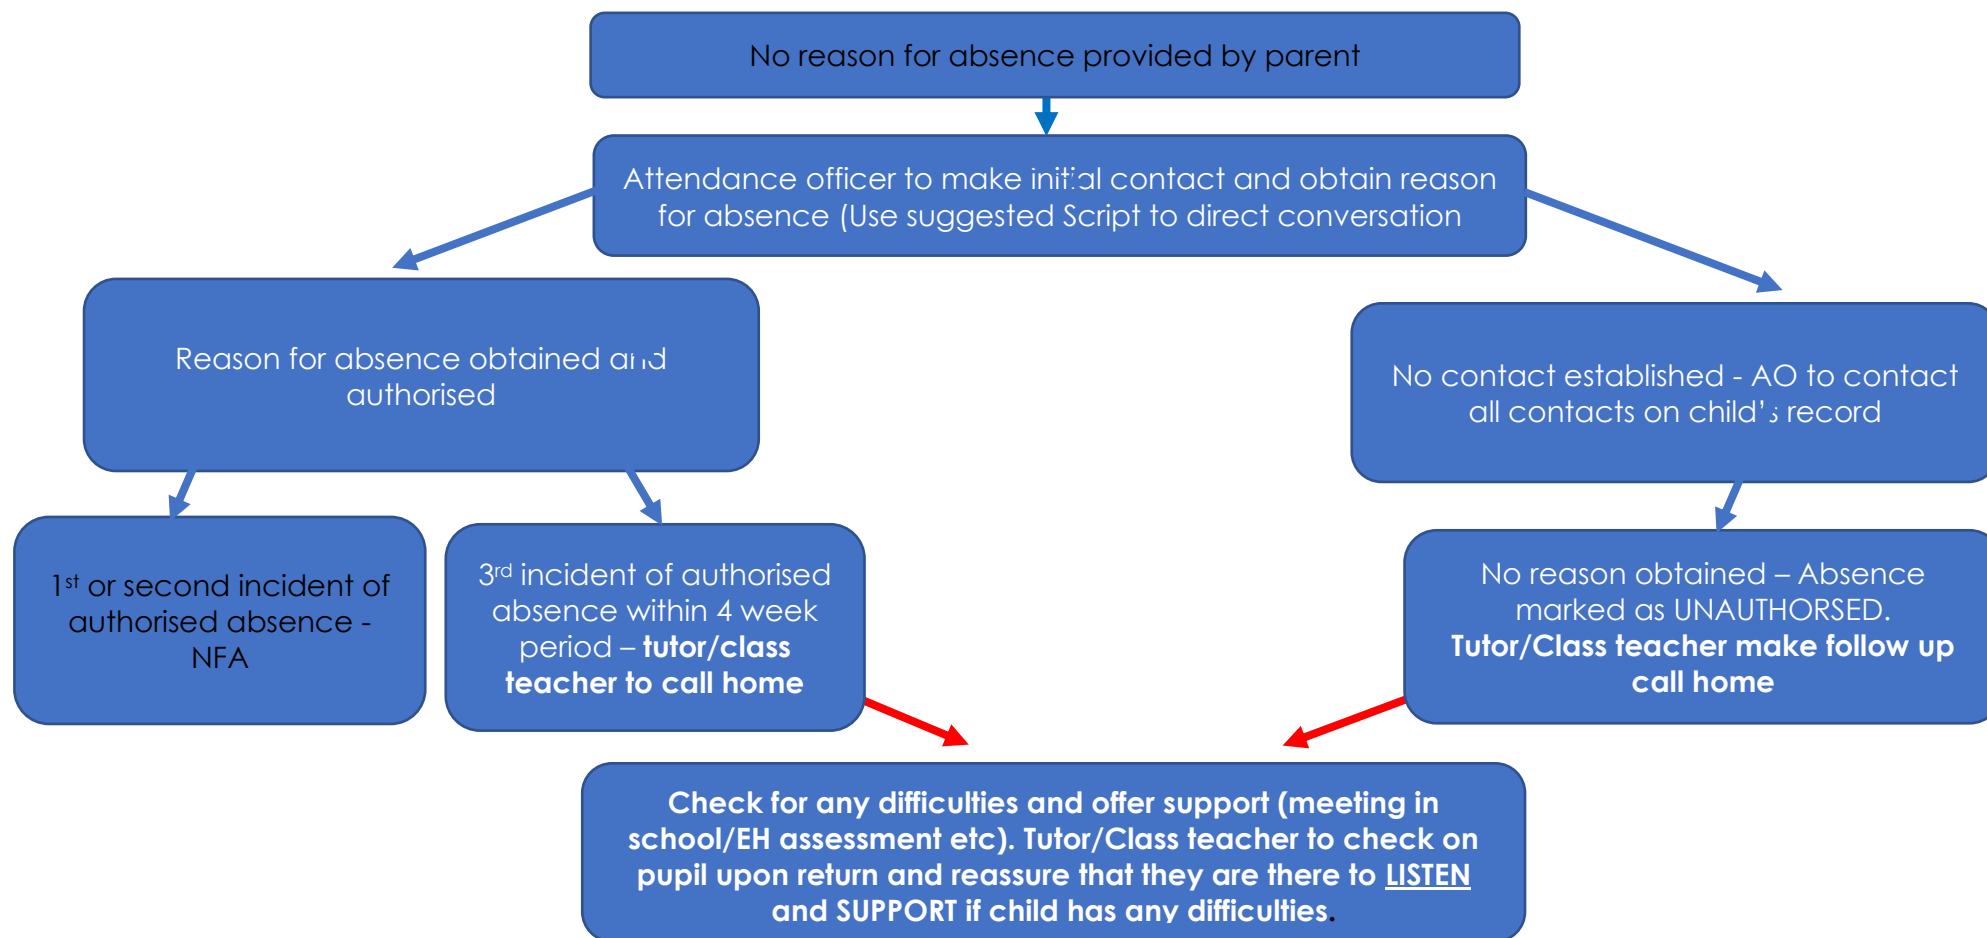 No reason for absence provided by parent
Attendance officer to make initial contact and obtain reason
for absence (Use suggested Script to direct conversation
Reason for absence obtained and
authorised
No contact established - AO to contact
all contacts on child's record
1st or second incident of
authorised absence -
NFA
3rd incident of authorised
absence within 4 week
period – tutor/class
teacher to call home
No reason obtained – Absence
marked as UNAUTHORSED.
Tutor/Class teacher make follow up
call home
Check for any difficulties and offer support (meeting in
school/EH assessment etc). Tutor/Class teacher to check on
pupil upon return and reassure that they are there to LISTEN
and SUPPORT if child has any difficulties.